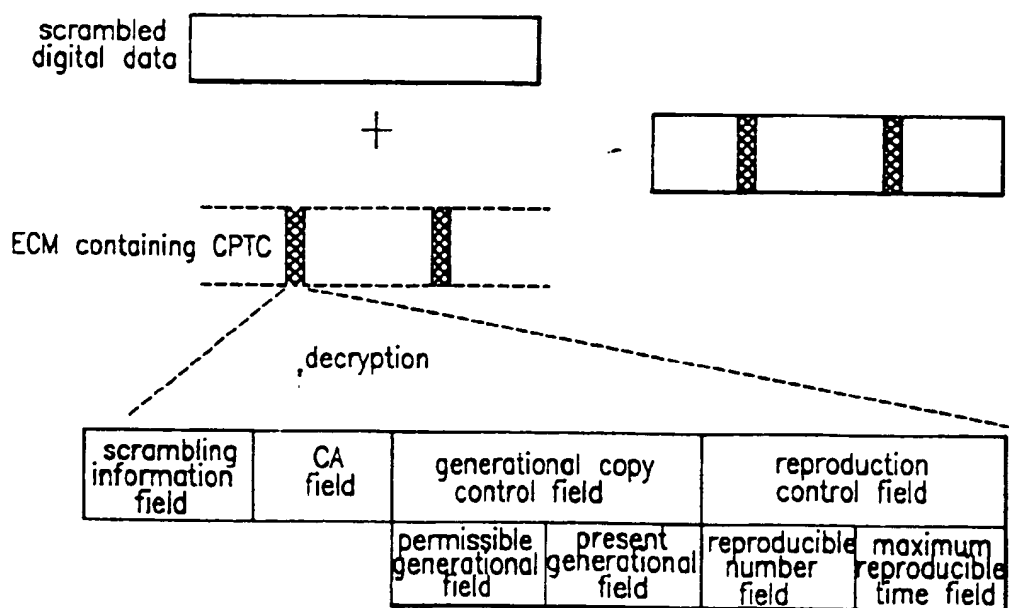 scrambled
digital data
+
ECM containing CPTC
decryption
scrambling
information
field
CA
field
generational copy
control field
reproduction
control field
permissible
generational
field
present
generational
field
reproducible
number
field
maximum
reproducible
time field